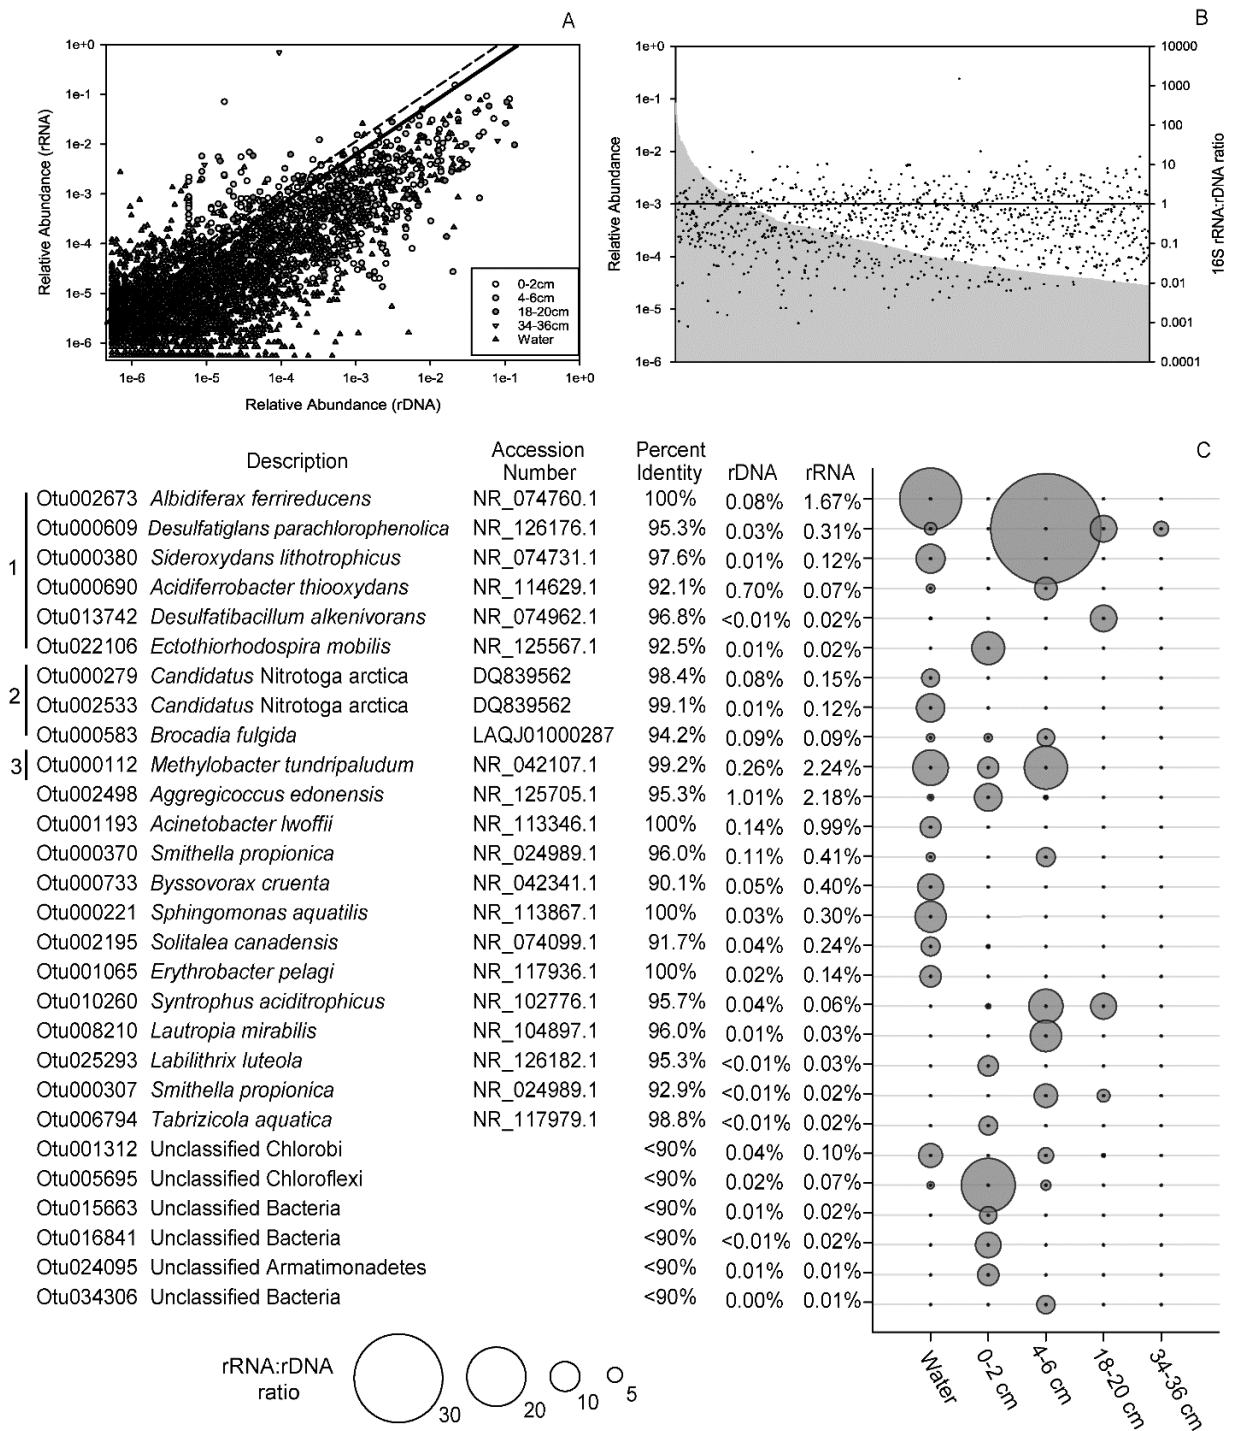 A
1e+0
1e-1
1e-2
1e-3
1e-4
1e-5
1e-6
Relative Abundance (rRNA)
0-2cm
4-6cm
18-20cm
34-36cm
Water
1e-6 1e-5 1e-4 1e-3 1e-2 1e-1 1e+0
Relative Abundance (rDNA)
B
1e+0
1e-1
1e-2
1e-3
1e-4
1e-5
1e-6
Relative Abundance
10000
1000
100
10
1
0.1
0.01
0.001
0.0001
16S rRNA:rDNA ratio
C
Description Accession Number Percent Identity rDNA rRNA
1
Otu002673 Albidiferax ferrireducens NR_074760.1 100% 0.08% 1.67%
Otu000609 Desulfatiglans parachlorophenolica NR_126176.1 95.3% 0.03% 0.31%
Otu000380 Sideroxydans lithotrophicus NR_074731.1 97.6% 0.01% 0.12%
Otu000690 Acidiferrobacter thiooxydans NR_114629.1 92.1% 0.70% 0.07%
Otu013742 Desulfatibacillum alkenivorans NR_074962.1 96.8% <0.01% 0.02%
Otu022106 Ectothiorhodospira mobilis NR_125567.1 92.5% 0.01% 0.02%
2
Otu000279 Candidatus Nitrotoga arctica DQ839562 98.4% 0.08% 0.15%
Otu002533 Candidatus Nitrotoga arctica DQ839562 99.1% 0.01% 0.12%
Otu000583 Brocadia fulgida LAQJ01000287 94.2% 0.09% 0.09%
3
Otu000112 Methylobacter tundripaludum NR_042107.1 99.2% 0.26% 2.24%
Otu002498 Aggregicoccus edonensis NR_125705.1 95.3% 1.01% 2.18%
Otu001193 Acinetobacter lwoffii NR_113346.1 100% 0.14% 0.99%
Otu000370 Smithella propionica NR_024989.1 96.0% 0.11% 0.41%
Otu000733 Byssovorax cruenta NR_042341.1 90.1% 0.05% 0.40%
Otu000221 Sphingomonas aquatilis NR_113867.1 100% 0.03% 0.30%
Otu002195 Solitalea canadensis NR_074099.1 91.7% 0.04% 0.24%
Otu001065 Erythrobacter pelagi NR_117936.1 100% 0.02% 0.14%
Otu010260 Syntrophus aciditrophicus NR_102776.1 95.7% 0.04% 0.06%
Otu008210 Lautropia mirabilis NR_104897.1 96.0% 0.01% 0.03%
Otu025293 Labilithrix luteola NR_126182.1 95.3% <0.01% 0.03%
Otu000307 Smithella propionica NR_024989.1 92.9% <0.01% 0.02%
Otu006794 Tabrizicola aquatica NR_117979.1 98.8% <0.01% 0.02%
Otu001312 Unclassified Chlorobi <90% 0.04% 0.10%
Otu005695 Unclassified Chloroflexi <90% 0.02% 0.07%
Otu015663 Unclassified Bacteria <90% 0.01% 0.02%
Otu016841 Unclassified Bacteria <90% <0.01% 0.02%
Otu024095 Unclassified Armatimonadetes <90% 0.01% 0.01%
Otu034306 Unclassified Bacteria <90% 0.00% 0.01%
Water 0-2 cm 4-6 cm 18-20 cm 34-36 cm
rRNA:rDNA
ratio
30 20 10 5